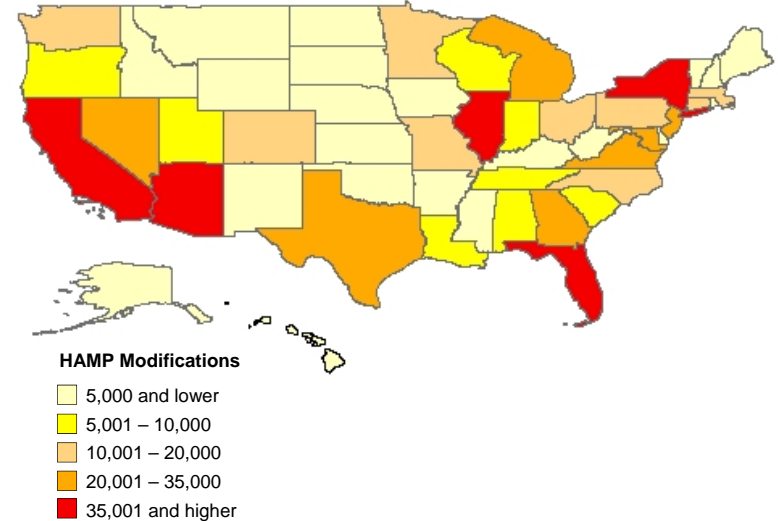 HAMP Modifications
5,000 and lower
5,001 – 10,000
10,001 – 20,000
20,001 – 35,000
35,001 and higher